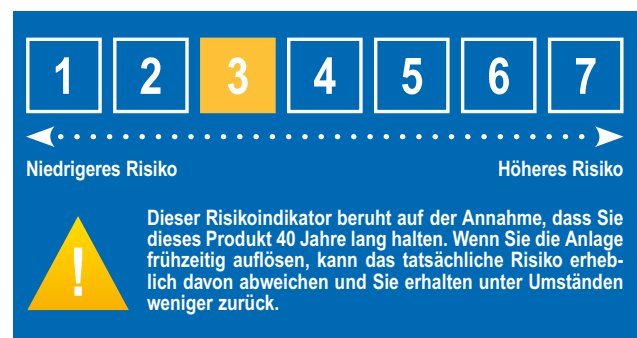 1 2 3 4 5 6 7
Niedrigeres Risiko Höheres Risiko
Dieser Risikoindikator beruht auf der Annahme, dass Sie
dieses Produkt 40 Jahre lang halten. Wenn Sie die Anlage
frühzeitig auflösen, kann das tatsächliche Risiko erheb-
lich davon abweichen und Sie erhalten unter Umständen
weniger zurück.
!